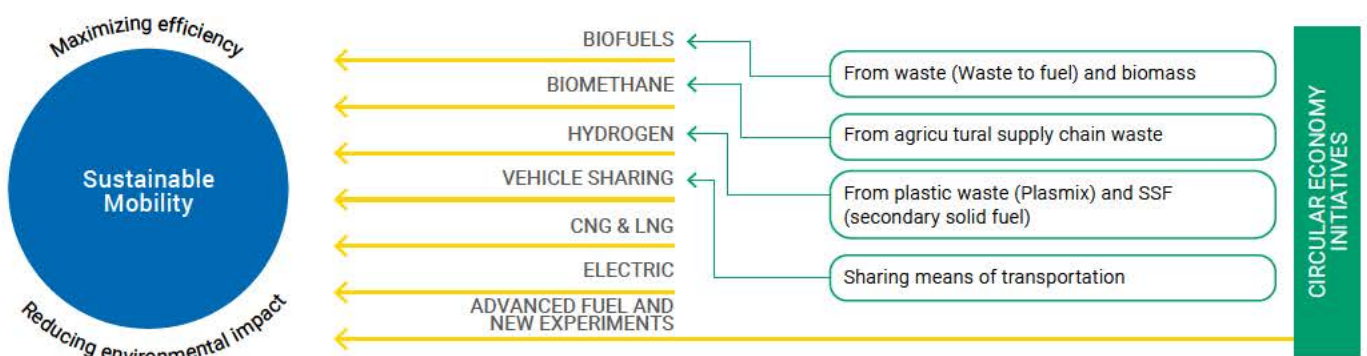 Maximizing efficiency
Sustainable
Mobility
Reducing environmental impact
BIOFUELS
BIOMETHANE
HYDROGEN
VEHICLE SHARING
CNG & LNG
ELECTRIC
ADVANCED FUEL AND
NEW EXPERIMENTS
From waste (Waste to fuel) and biomass
From agricu tural supply chain waste
From plastic waste (Plasmix) and SSF
(secondary solid fuel)
Sharing means of transportation
CIRCULAR ECONOMY
INITIATIVES